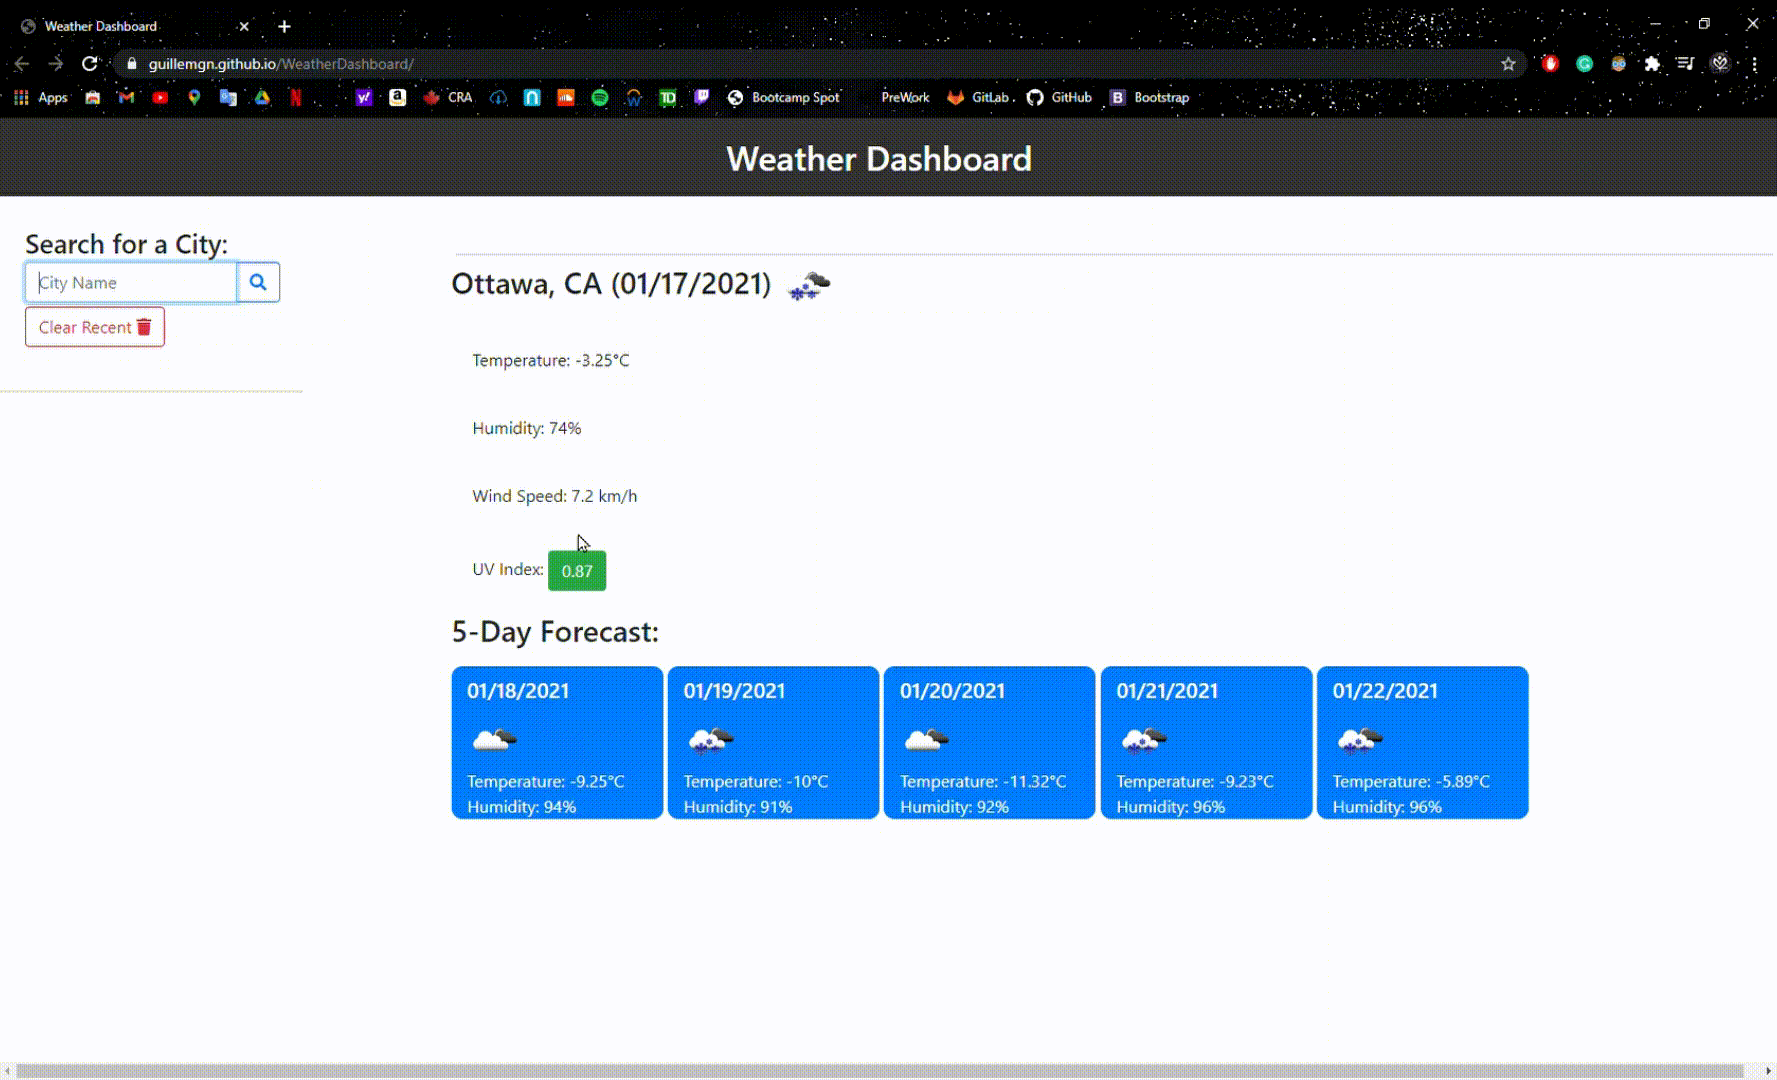 Weather Dashboard
guillemgn.github.io/WeatherDashboard/
Apps CRA Bootcamp Spot PreWork GitLab GitHub Bootstrap
Weather Dashboard
Search for a City:
City Name
Clear Recent
Ottawa, CA (01/17/2021)
Temperature: -3.25°C
Humidity: 74%
Wind Speed: 7.2 km/h
UV Index: 0.87
5-Day Forecast:
01/18/2021 01/19/2021 01/20/2021 01/21/2021 01/22/2021
Temperature: -9.25°C Temperature: -10°C Temperature: -11.32°C Temperature: -9.23°C Temperature: -5.89°C
Humidity: 94% Humidity: 91% Humidity: 92% Humidity: 96% Humidity: 96%